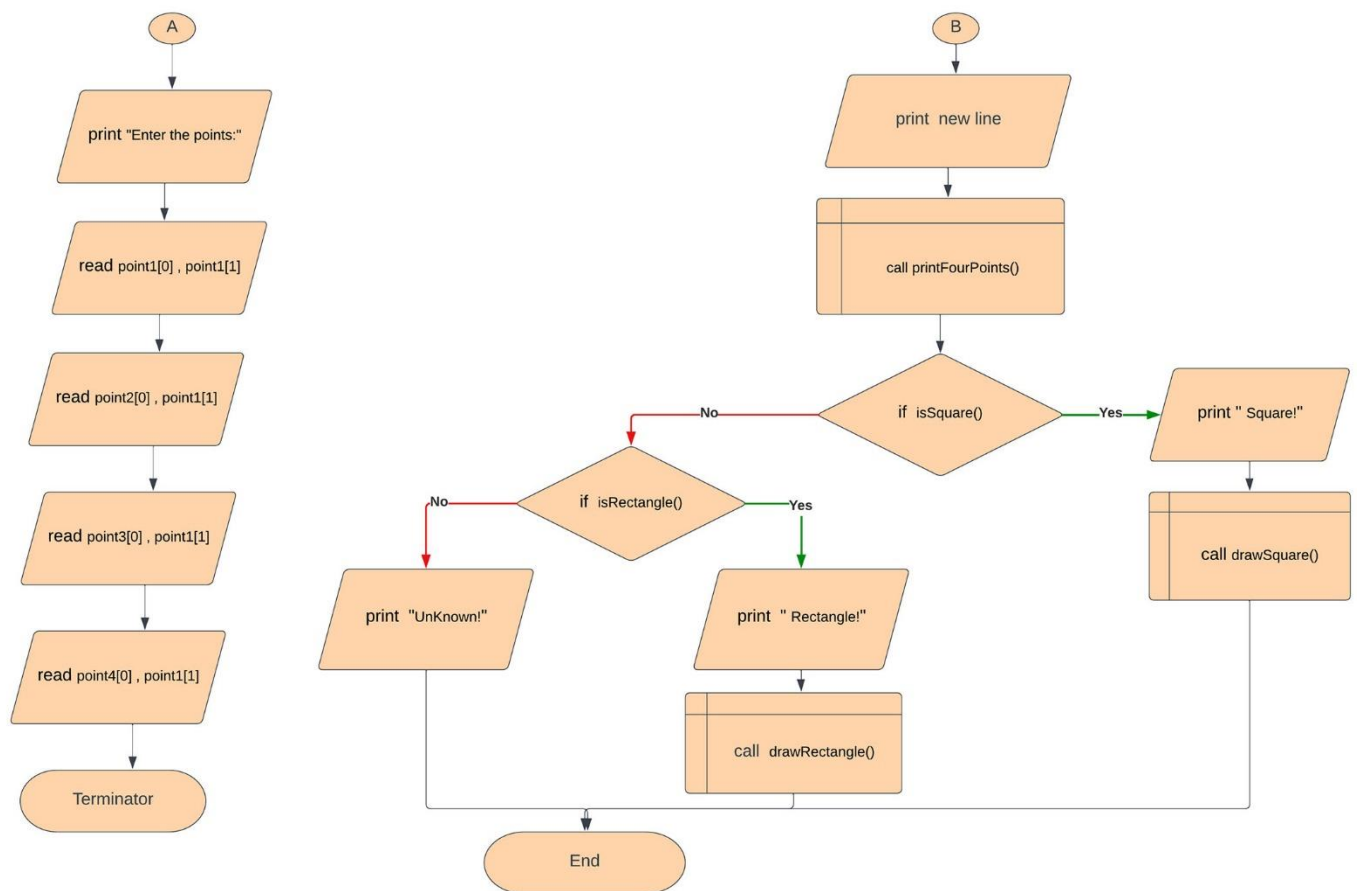 A
print "Enter the points:"
read point1[0] , point1[1]
read point2[0] , point1[1]
read point3[0] , point1[1]
read point4[0] , point1[1]
Terminator
B
print new line
call printFourPoints()
if isSquare()
No
Yes
print " Square!"
call drawSquare()
if isRectangle()
No
Yes
print "UnKnown!"
print " Rectangle!"
call drawRectangle()
End